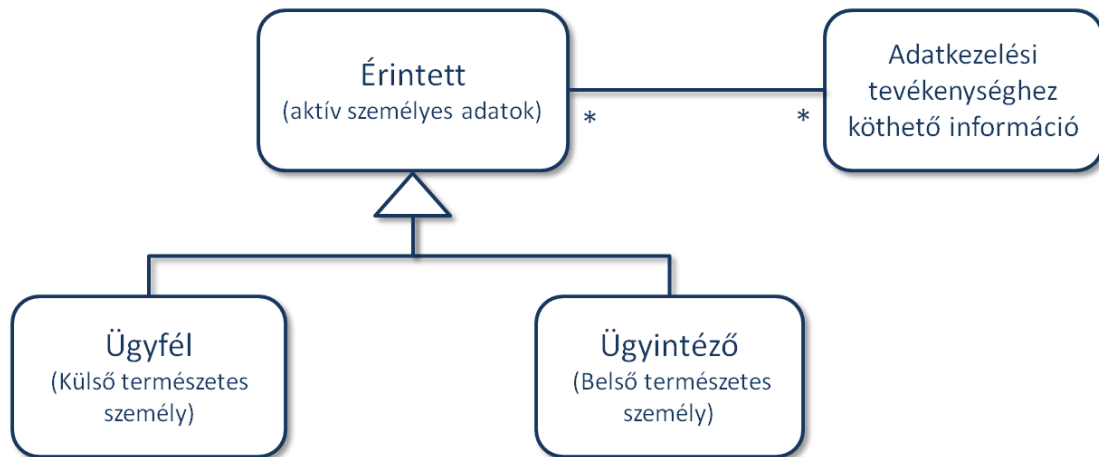 Érintett
(aktív személyes adatok)
*
*
Adatkezelési
tevékenységhez
köthető információ
Ügyfél
(Külső természetes
személy)
Ügyintéző
(Belső természetes
személy)